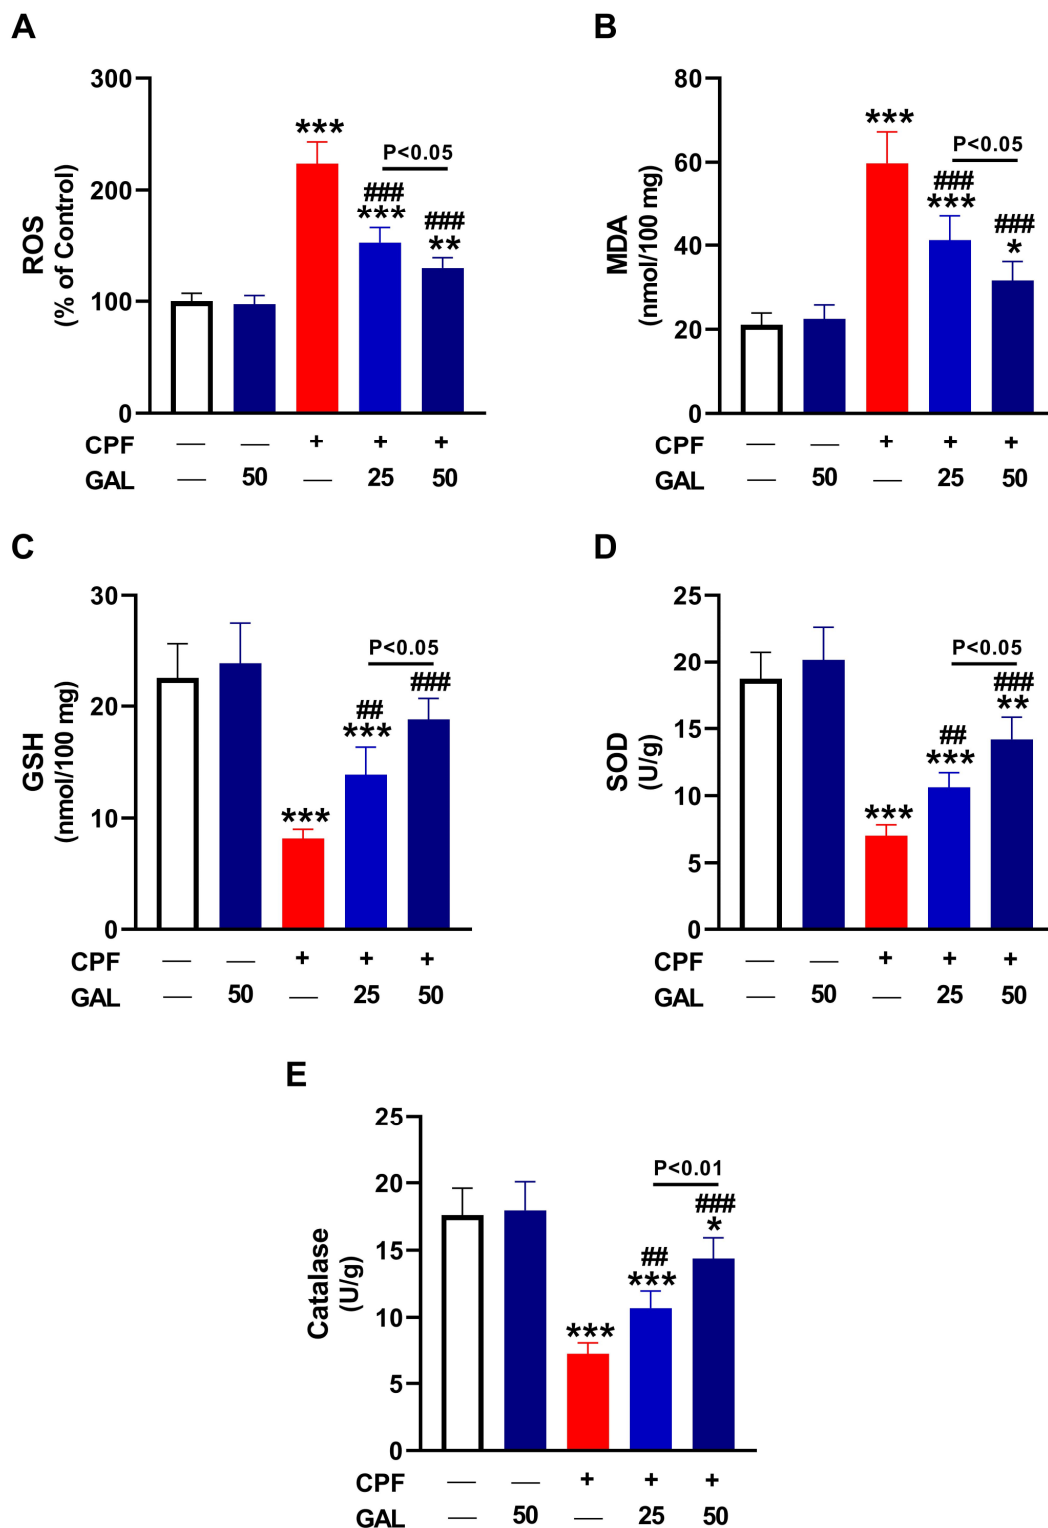 A
ROS
(% of Control)
300
200
100
0
***
###
***
P<0.05
###
**
CPF — — + + +
GAL — 50 — 25 50
B
MDA
(nmol/100 mg)
80
60
40
20
0
***
###
***
P<0.05
###
*
CPF — — + + +
GAL — 50 — 25 50
C
GSH
(nmol/100 mg)
30
20
10
0
***
##
***
P<0.05
###
CPF — — + + +
GAL — 50 — 25 50
D
SOD
(U/g)
25
20
15
10
5
0
***
##
***
P<0.05
###
**
CPF — — + + +
GAL — 50 — 25 50
E
Catalase
(U/g)
25
20
15
10
5
0
***
##
***
P<0.01
###
*
CPF — — + + +
GAL — 50 — 25 50